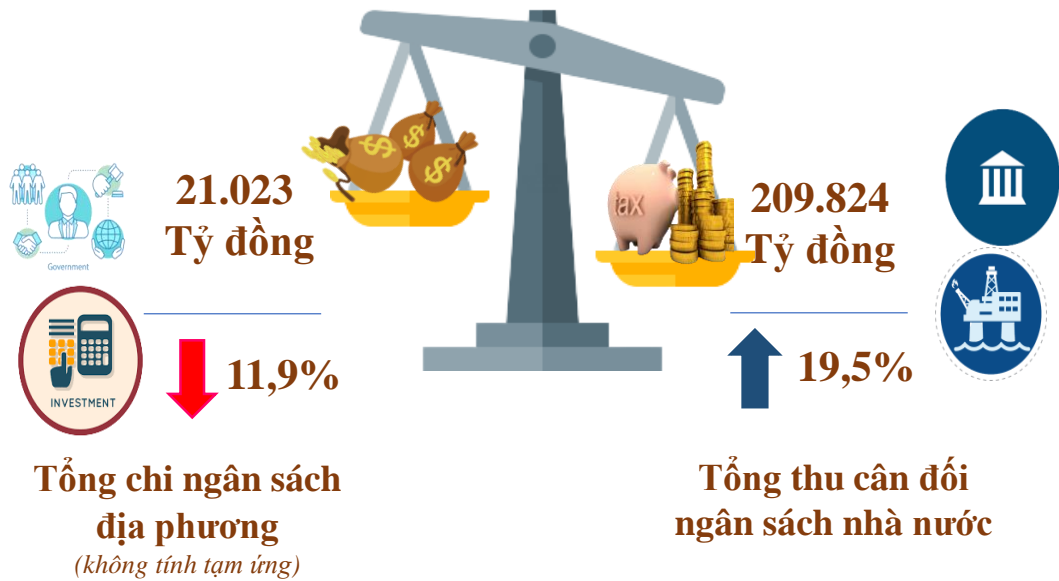 Government
21.023
Tỷ đồng
INVESTMENT
11,9%
Tổng chi ngân sách
địa phương
(không tính tạm ứng)
$
$
$
tax
209.824
Tỷ đồng
19,5%
Tổng thu cân đối
ngân sách nhà nước